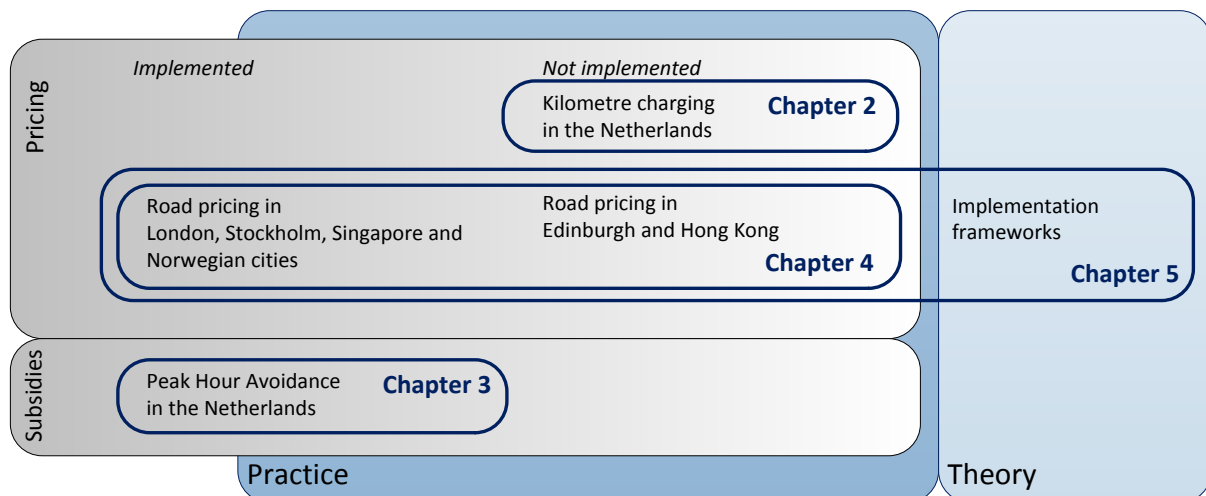 Pricing
Implemented
Not implemented
Kilometre charging
in the Netherlands
Chapter 2
Road pricing in
London, Stockholm, Singapore and
Norwegian cities
Road pricing in
Edinburgh and Hong Kong
Chapter 4
Implementation
frameworks
Chapter 5
Subsidies
Peak Hour Avoidance
in the Netherlands
Chapter 3
Practice
Theory